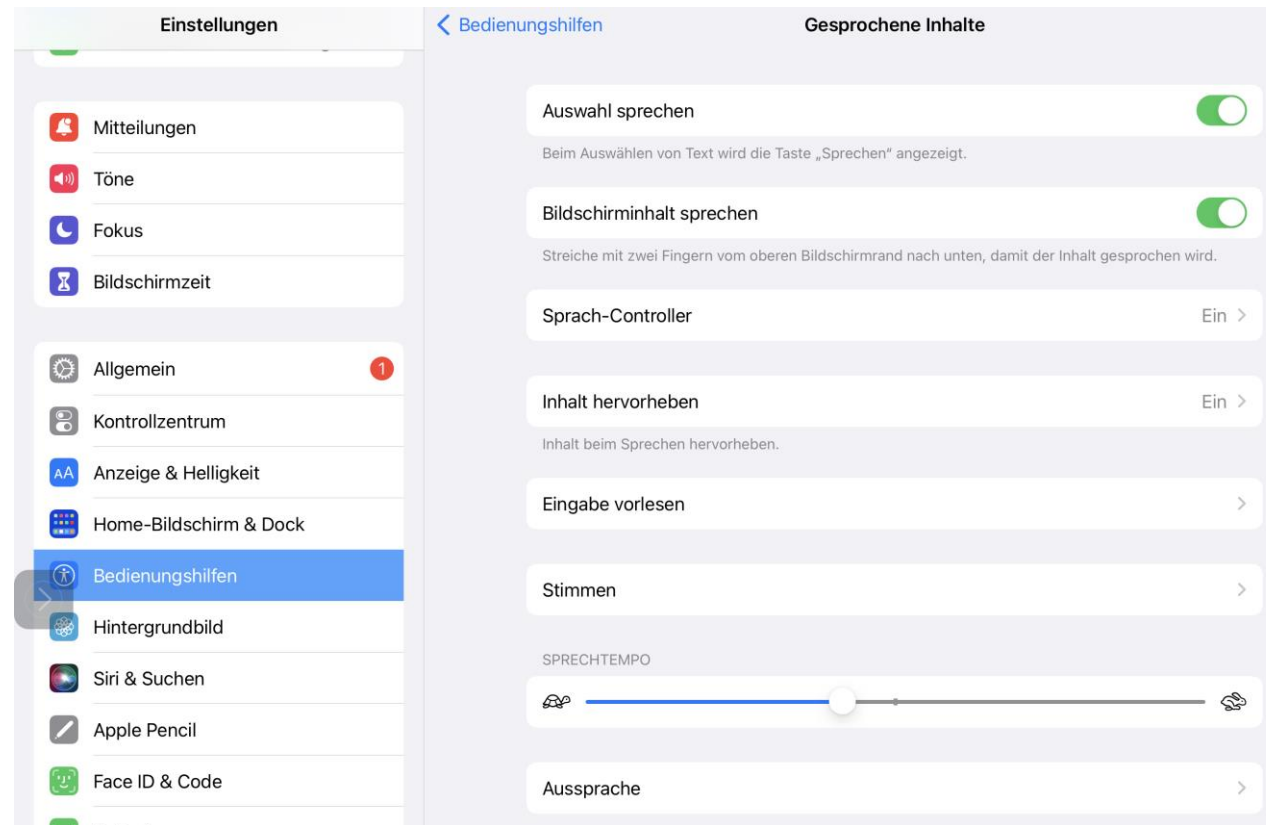 Einstellungen
Mitteilungen
Töne
Fokus
Bildschirmzeit
Allgemein
1
Kontrollzentrum
AA
Anzeige & Helligkeit
Home-Bildschirm & Dock
Bedienungshilfen
Hintergrundbild
Siri & Suchen
Apple Pencil
Face ID & Code
Bedienungshilfen
Gesprochene Inhalte
Auswahl sprechen
Beim Auswählen von Text wird die Taste „Sprechen“ angezeigt.
Bildschirminhalt sprechen
Streiche mit zwei Fingern vom oberen Bildschirmrand nach unten, damit der Inhalt gesprochen wird.
Sprach-Controller Ein
Inhalt hervorheben Ein
Inhalt beim Sprechen hervorheben.
Eingabe vorlesen
Stimmen
SPRECHTEMPO
Aussprache